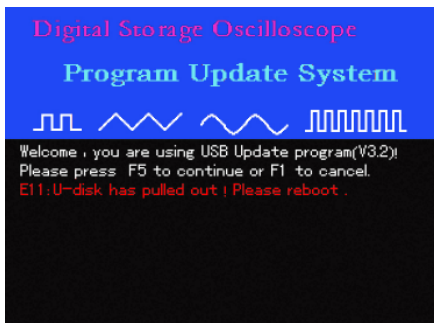 Digital Storage Oscilloscope
Program Update System
Welcome , you are using USB Update program(V3.2)!
Please press  F5 to continue or F1 to cancel.
E11:U-disk has pulled out ! Please reboot .